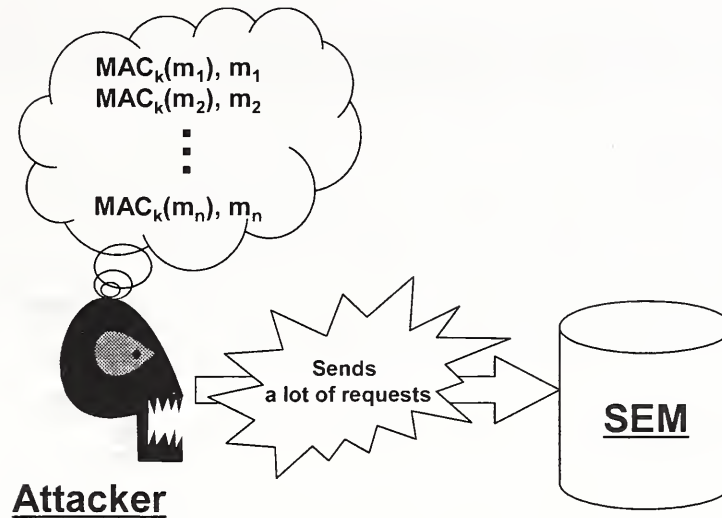 MACₖ(m₁), m₁
MACₖ(m₂), m₂
⋮
MACₖ(mₙ), mₙ
Sends
a lot of requests
SEM
Attacker